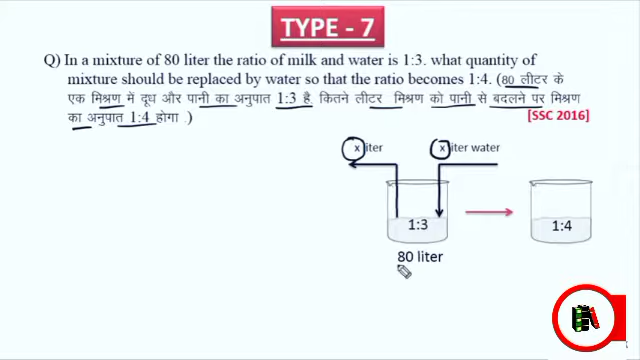 TYPE - 7
Q) In a mixture of 80 liter the ratio of milk and water is 1:3. what quantity of
mixture should be replaced by water so that the ratio becomes 1:4. ( 80 लीटर के
एक मिश्रण में दूध और पानी का अनुपात 1:3 है. कितने लीटर मिश्रण को पानी से बदलने पर मिश्रण
का अनुपात 1:4 होगा .)
[SSC 2016]
x liter
x liter water
1:3
1:4
80 liter